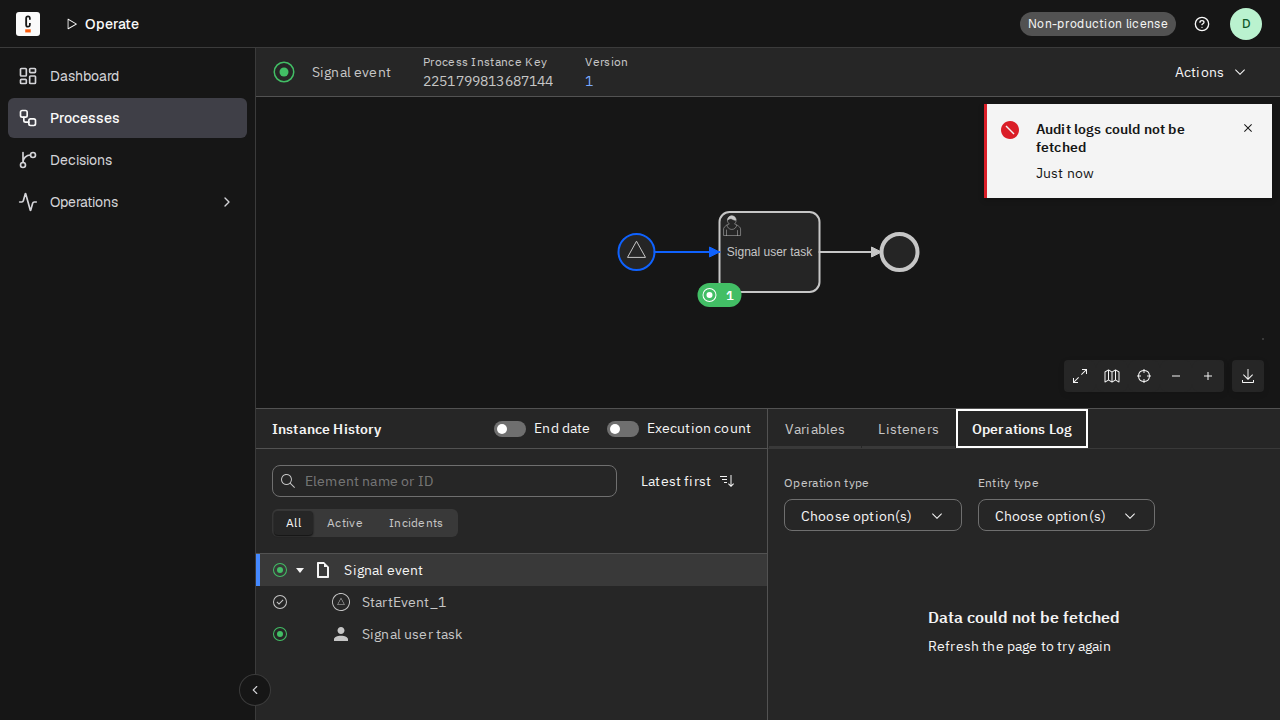 Operate
Non-production license
D
Dashboard
Processes
Decisions
Operations
Signal event
Process Instance Key
2251799813687144
Version
1
Actions
Audit logs could not be
fetched
Just now
Signal user task
1
Instance History
End date
Execution count
Element name or ID
Latest first
All
Active
Incidents
Signal event
StartEvent_1
Signal user task
Variables
Listeners
Operations Log
Operation type
Choose option(s)
Entity type
Choose option(s)
Data could not be fetched
Refresh the page to try again